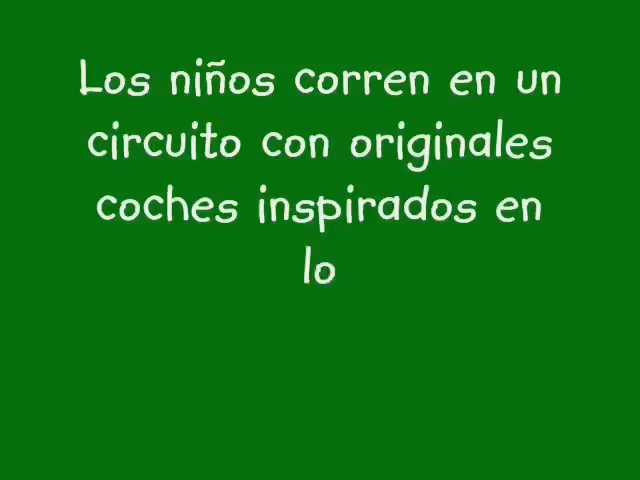 Los niños corren en un
circuito con originales
coches inspirados en
lo